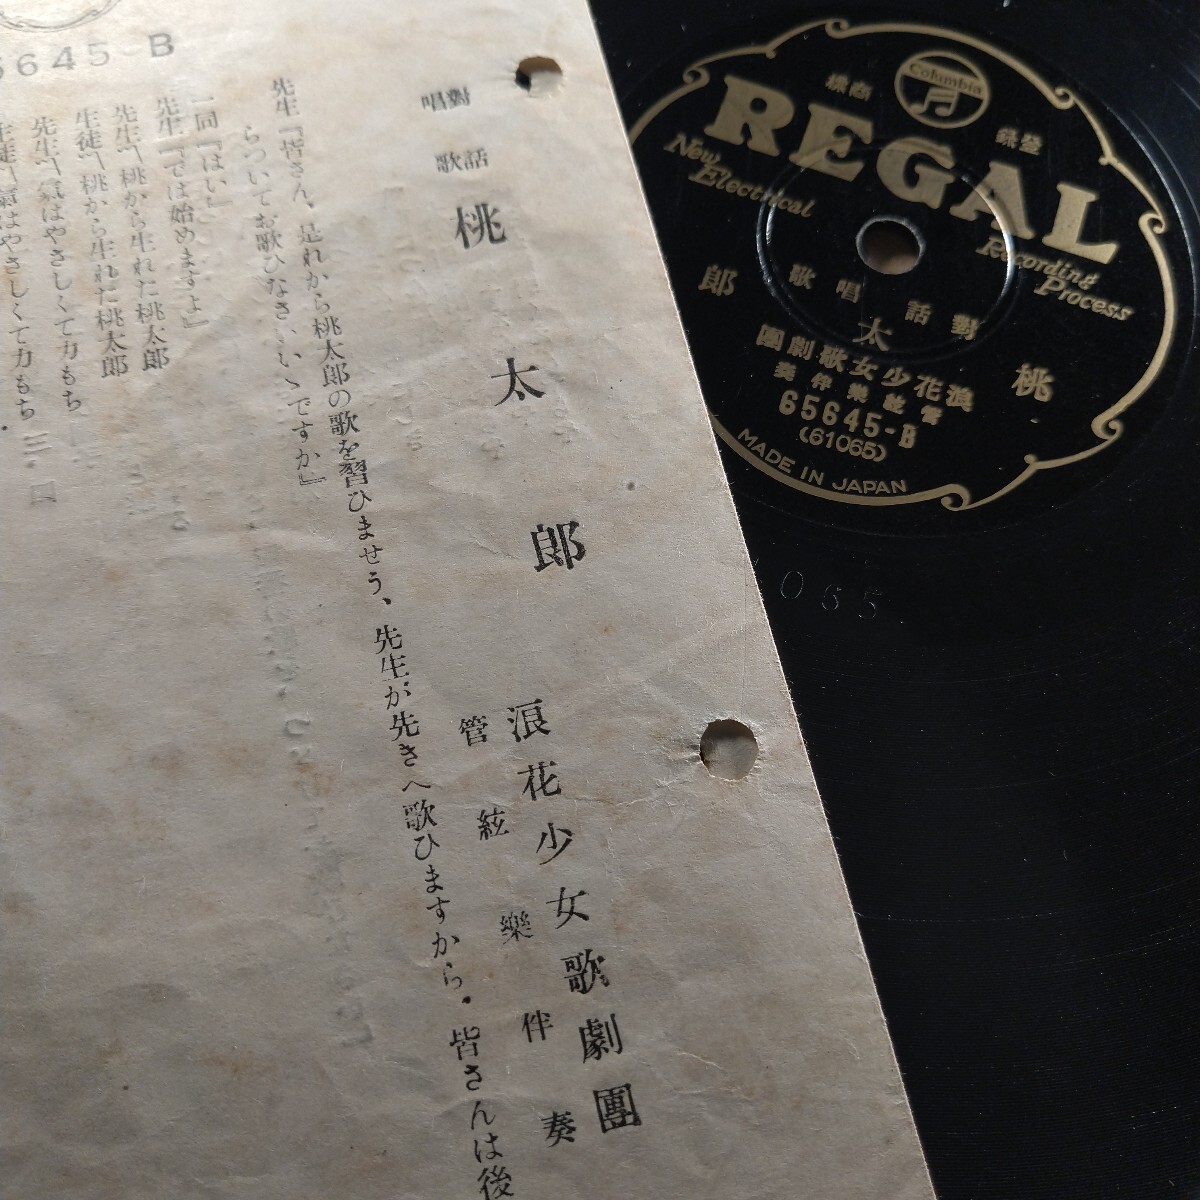 5645 B
對話
唱歌
桃太郎
浪花少女歌劇團
管絃樂伴奏
先生『皆さん、是れから桃太郎の歌を習ひませう、先生が先きへ歌ひますから、皆さんは後
らついてお歌ひなさいいゝですか』
一同『はい』
先生『では始めますよ』
先生〽桃から生れた桃太郎
生徒〽桃から生れた桃太郎
先生〽氣はやさしくて力もち
生徒〽氣はやさしくて力もち
Columbia
商標
登錄
REGAL
New Electrical
Recording Process
對話唱歌
桃太郎
浪花少女歌劇團
管絃樂伴奏
65645-B
(61065)
MADE IN JAPAN
065